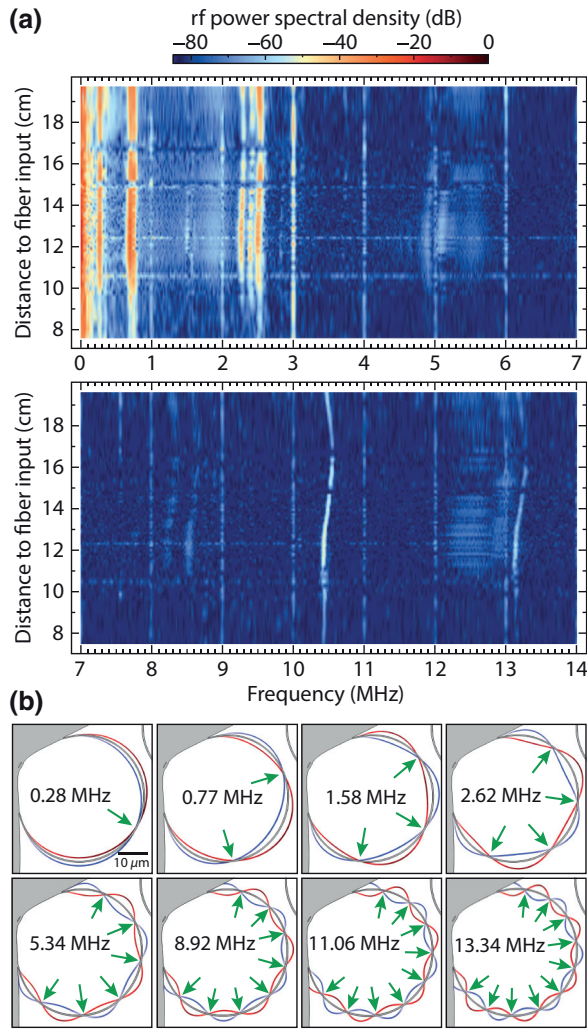 (a)
rf power spectral density (dB)
−80 −60 −40 −20 0
Distance to fiber input (cm)
18
16
14
12
10
8
0 1 2 3 4 5 6 7
Distance to fiber input (cm)
18
16
14
12
10
8
7 8 9 10 11 12 13 14
Frequency (MHz)
(b)
0.28 MHz 0.77 MHz 1.58 MHz 2.62 MHz
10 µm
5.34 MHz 8.92 MHz 11.06 MHz 13.34 MHz